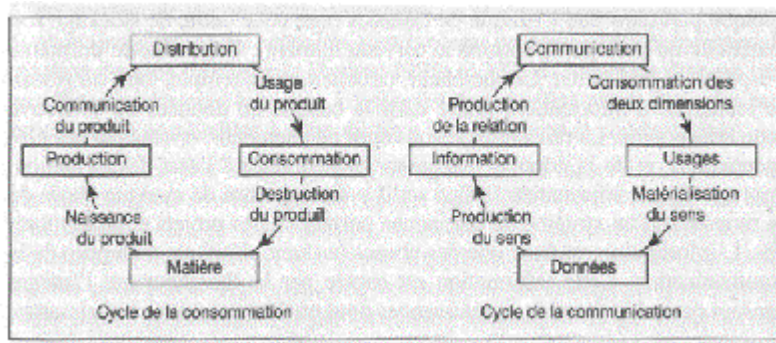 Distribution
Communication
du produit
Usage
du produit
Production
Consommation
Naissance
du produit
Destruction
du produit
Matière
Cycle de la consommation
Communication
Production
de la relation
Consommation des
deux dimensions
Information
Usages
Production
du sens
Matérialisation
du sens
Données
Cycle de la communication